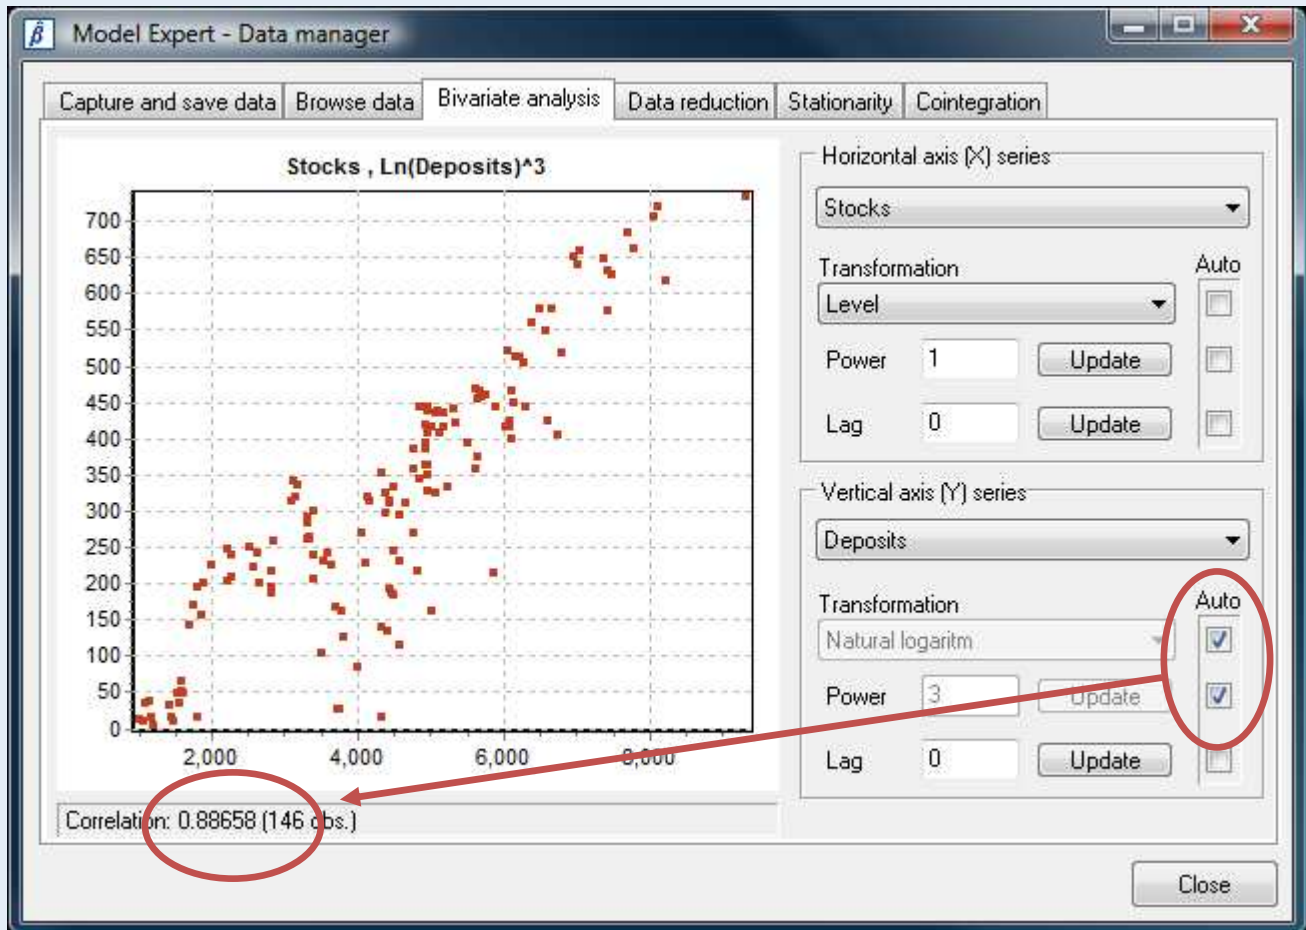 β̂ Model Expert - Data manager
Capture and save data Browse data Bivariate analysis Data reduction Stationarity Cointegration
Stocks , Ln(Deposits)^3
700
650
600
550
500
450
400
350
300
250
200
150
100
50
0
2,000 4,000 6,000 8,000
Correlation: 0.88658 (146 obs.)
Horizontal axis (X) series
Stocks
Transformation Auto
Level
Power 1 Update
Lag 0 Update
Vertical axis (Y) series
Deposits
Transformation Auto
Natural logaritm
Power 3 Update
Lag 0 Update
Close